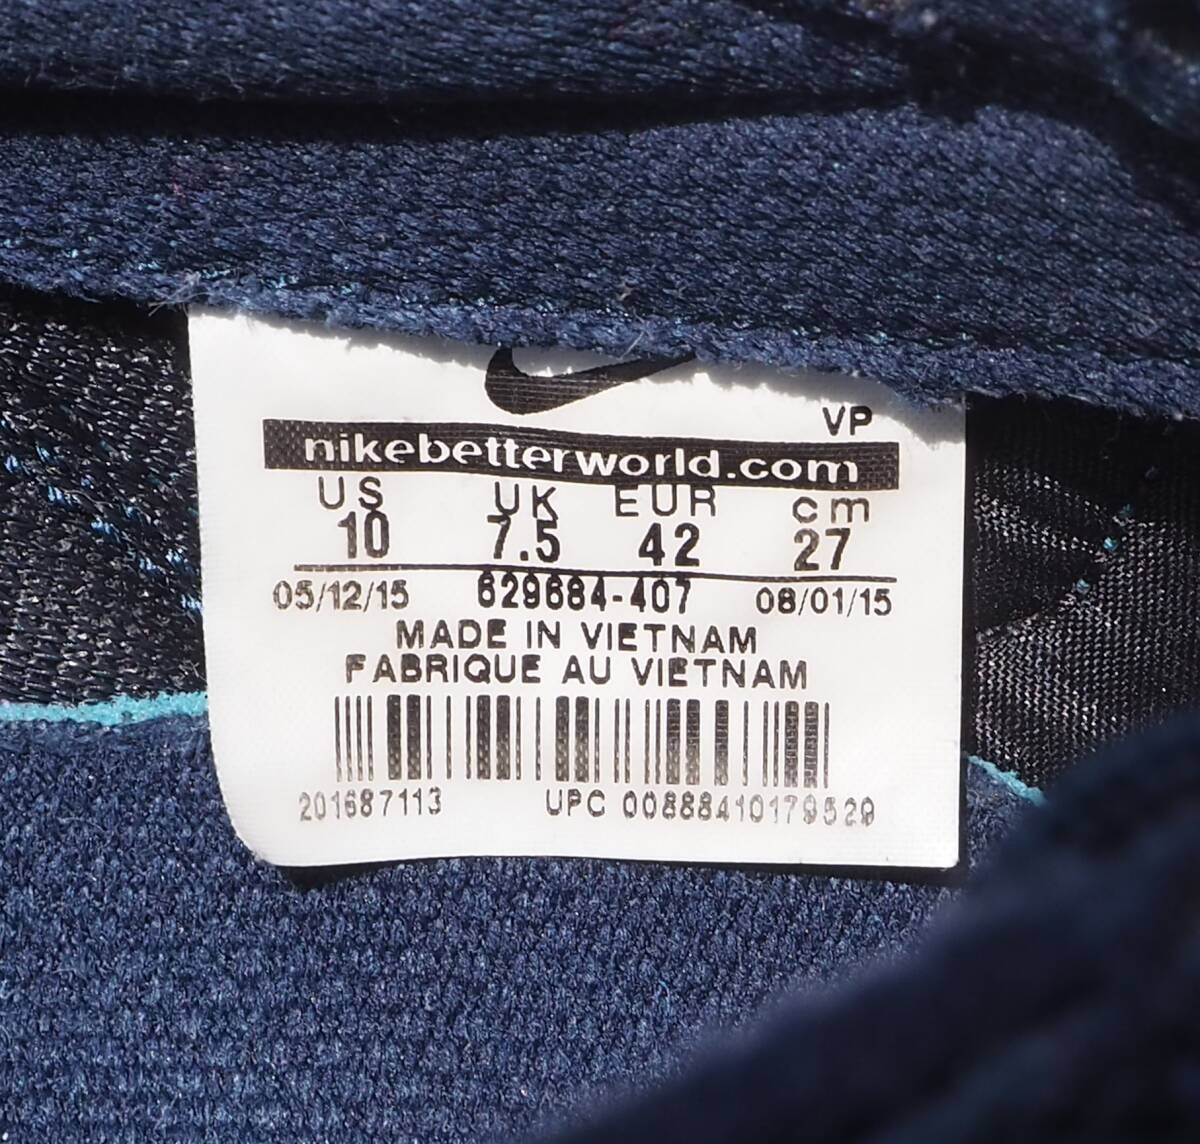 VP
nikebetterworld.com
US UK EUR cm
10 7.5 42 27
05/12/15 629684-407 08/01/15
MADE IN VIETNAM
FABRIQUE AU VIETNAM
201687113 UPC 00888410179529